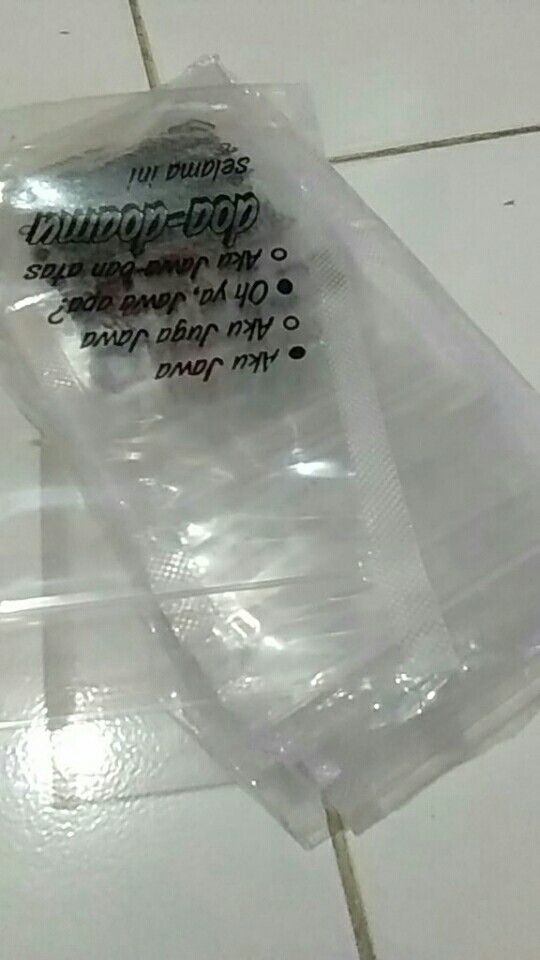 ● Aku Jawa
○ Aku Juga Jawa
● Oh ya, Jawa apa?
○ Aku Jawa-ban atas
doa-doamu
selama ini